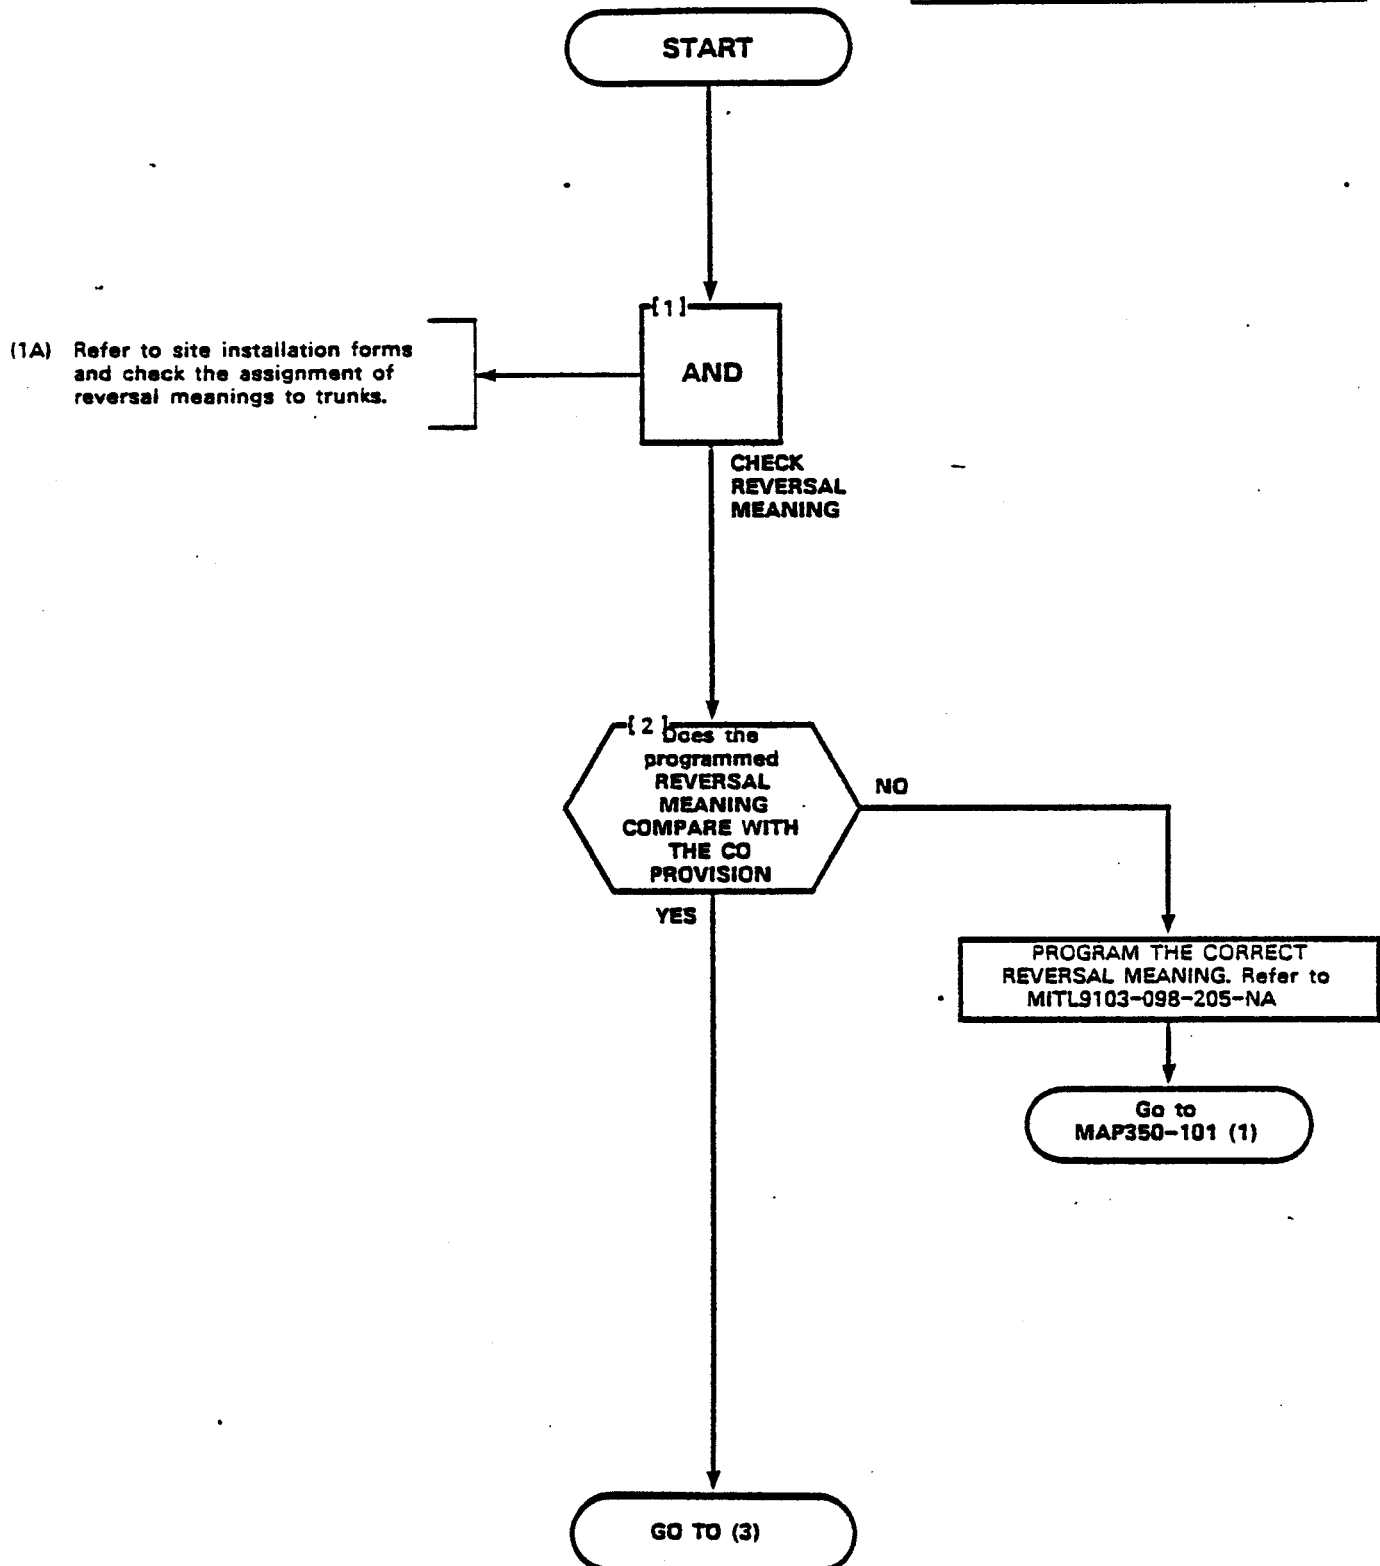 START
[1]
AND
(1A) Refer to site installation forms
and check the assignment of
reversal meanings to trunks.
CHECK
REVERSAL
MEANING
[2]
Does the
programmed
REVERSAL
MEANING
COMPARE WITH
THE CO
PROVISION
NO
YES
PROGRAM THE CORRECT
REVERSAL MEANING. Refer to
MITL9103-098-205-NA
Go to
MAP350-101 (1)
GO TO (3)